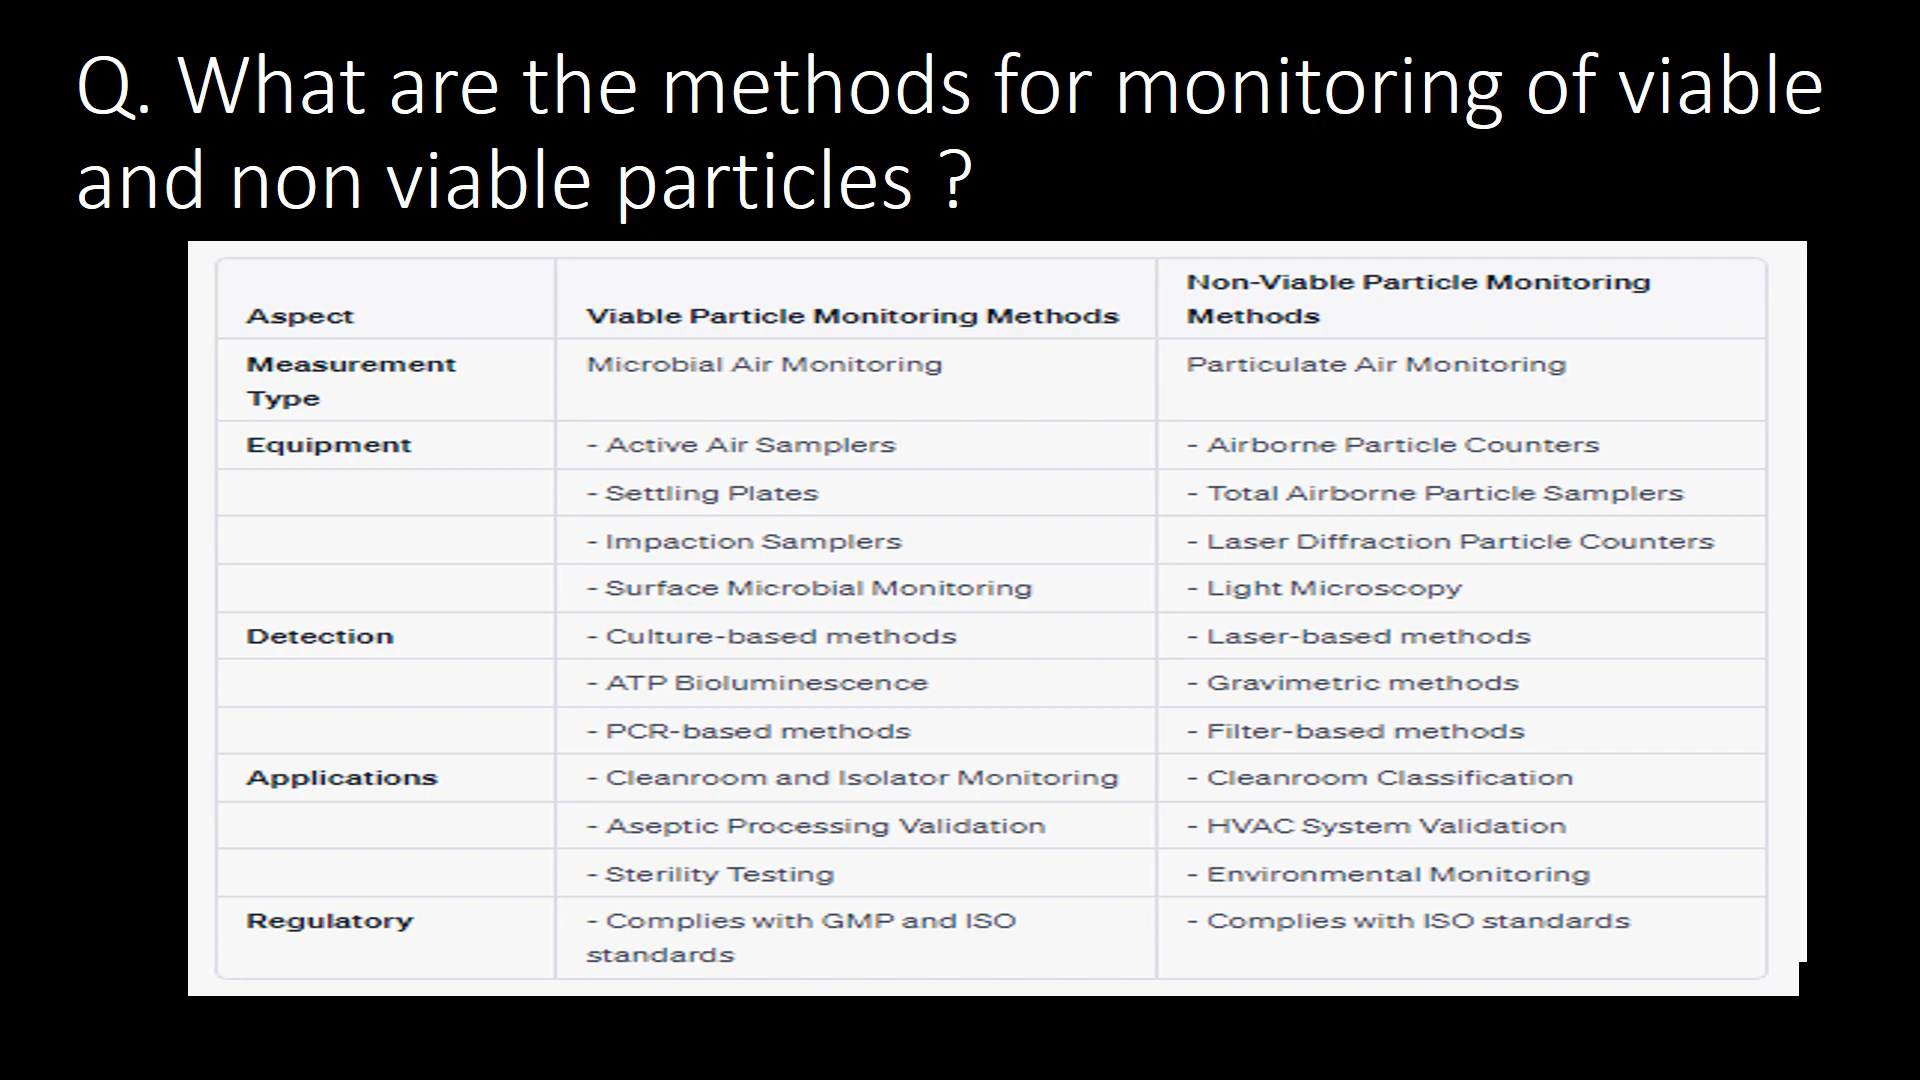 Q. What are the methods for monitoring of viable
and non viable particles ?
Aspect
Viable Particle Monitoring Methods
Non-Viable Particle Monitoring
Methods
Measurement
Type
Microbial Air Monitoring
Particulate Air Monitoring
Equipment
- Active Air Samplers
- Airborne Particle Counters
- Settling Plates
- Total Airborne Particle Samplers
- Impaction Samplers
- Laser Diffraction Particle Counters
- Surface Microbial Monitoring
- Light Microscopy
Detection
- Culture-based methods
- Laser-based methods
- ATP Bioluminescence
- Gravimetric methods
- PCR-based methods
- Filter-based methods
Applications
- Cleanroom and Isolator Monitoring
- Cleanroom Classification
- Aseptic Processing Validation
- HVAC System Validation
- Sterility Testing
- Environmental Monitoring
Regulatory
- Complies with GMP and ISO
standards
- Complies with ISO standards